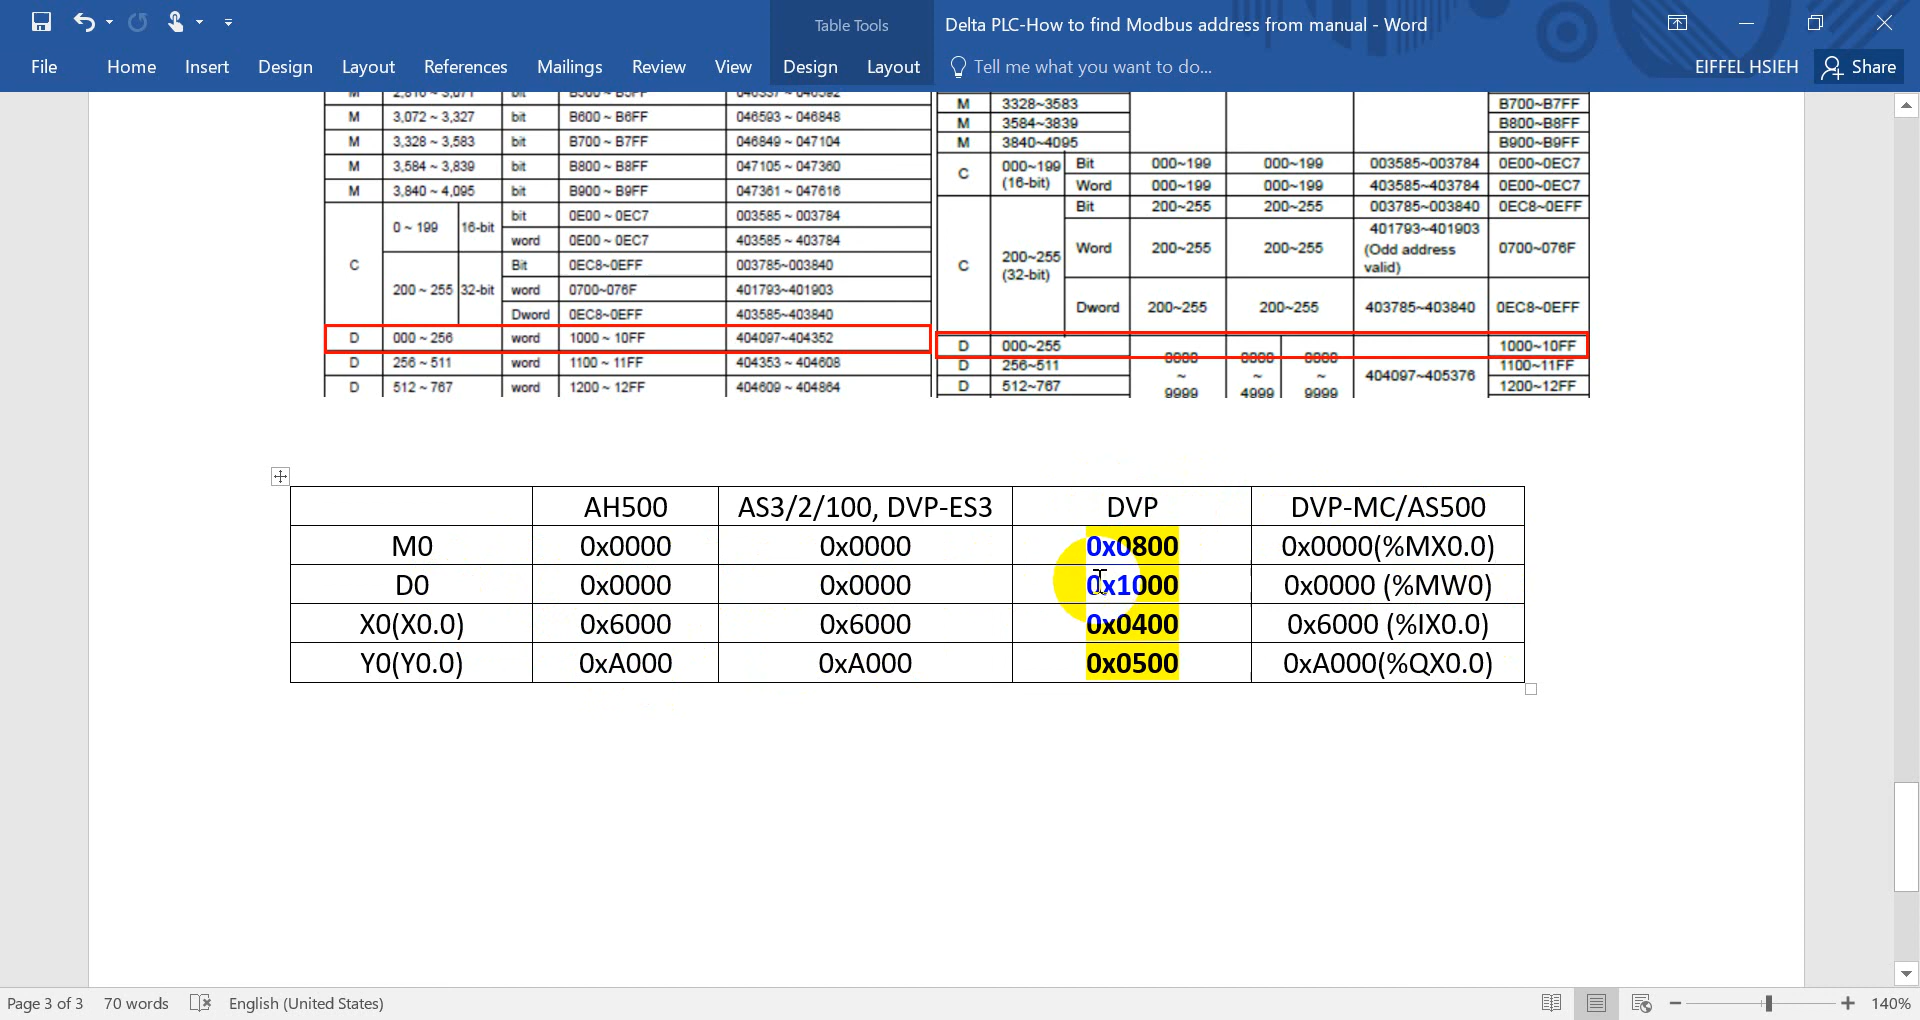 Table Tools
Delta PLC-How to find Modbus address from manual - Word
File Home Insert Design Layout References Mailings Review View Design Layout Tell me what you want to do... EIFFEL HSIEH Share
M 3,072 ~ 3,327 bit B600 ~ B6FF 046593 ~ 046848
M 3,328 ~ 3,583 bit B700 ~ B7FF 046849 ~ 047104
M 3,584 ~ 3,839 bit B800 ~ B8FF 047105 ~ 047360
M 3,840 ~ 4,095 bit B900 ~ B9FF 047361 ~ 047616
C 0 ~ 199 16-bit bit 0E00 ~ 0EC7 003585 ~ 003784
word 0E00 ~ 0EC7 403585 ~ 403784
200 ~ 255 32-bit Bit 0EC8~0EFF 003785~003840
word 0700~076F 401793~401903
Dword 0EC8~0EFF 403585~403840
D 000 ~ 256 word 1000 ~ 10FF 404097~404352
D 256 ~ 511 word 1100 ~ 11FF 404353 ~ 404608
D 512 ~ 767 word 1200 ~ 12FF 404609 ~ 404864
M 3328~3583 B700~B7FF
M 3584~3839 B800~B8FF
M 3840~4095 B900~B9FF
C 000~199 (16-bit) Bit 000~199 000~199 003585~003784 0E00~0EC7
Word 000~199 000~199 403585~403784 0E00~0EC7
C 200~255 (32-bit) Bit 200~255 200~255 003785~003840 0EC8~0EFF
Word 200~255 200~255 401793~401903 (Odd address valid) 0700~076F
Dword 200~255 200~255 403785~403840 0EC8~0EFF
D 000~255 1000~10FF
D 256~511 0000 ~ 9999 0000 ~ 4999 0000 ~ 9999 404097~405376 1100~11FF
D 512~767 1200~12FF
AH500 AS3/2/100, DVP-ES3 DVP DVP-MC/AS500
M0 0x0000 0x0000 0x0800 0x0000(%MX0.0)
D0 0x0000 0x0000 0x1000 0x0000 (%MW0)
X0(X0.0) 0x6000 0x6000 0x0400 0x6000 (%IX0.0)
Y0(Y0.0) 0xA000 0xA000 0x0500 0xA000(%QX0.0)
Page 3 of 3 70 words English (United States) 140%